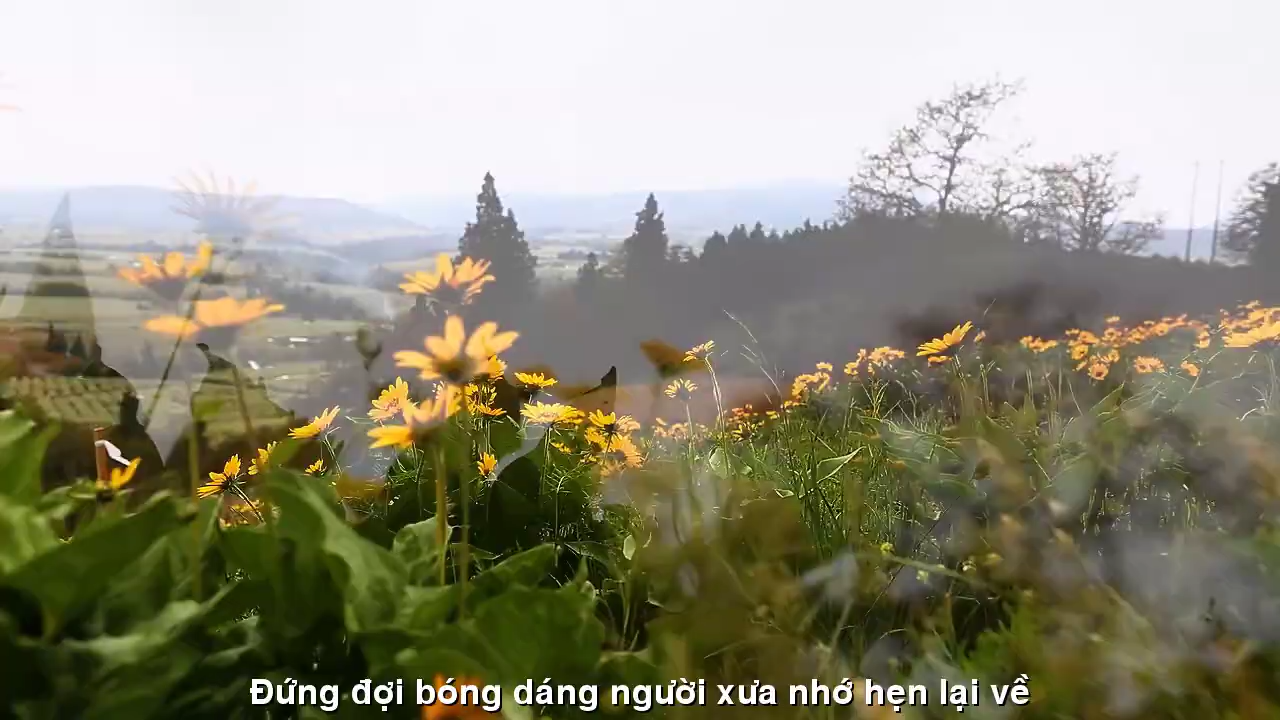 Đứng đợi bóng dáng người xưa nhớ hẹn lại về